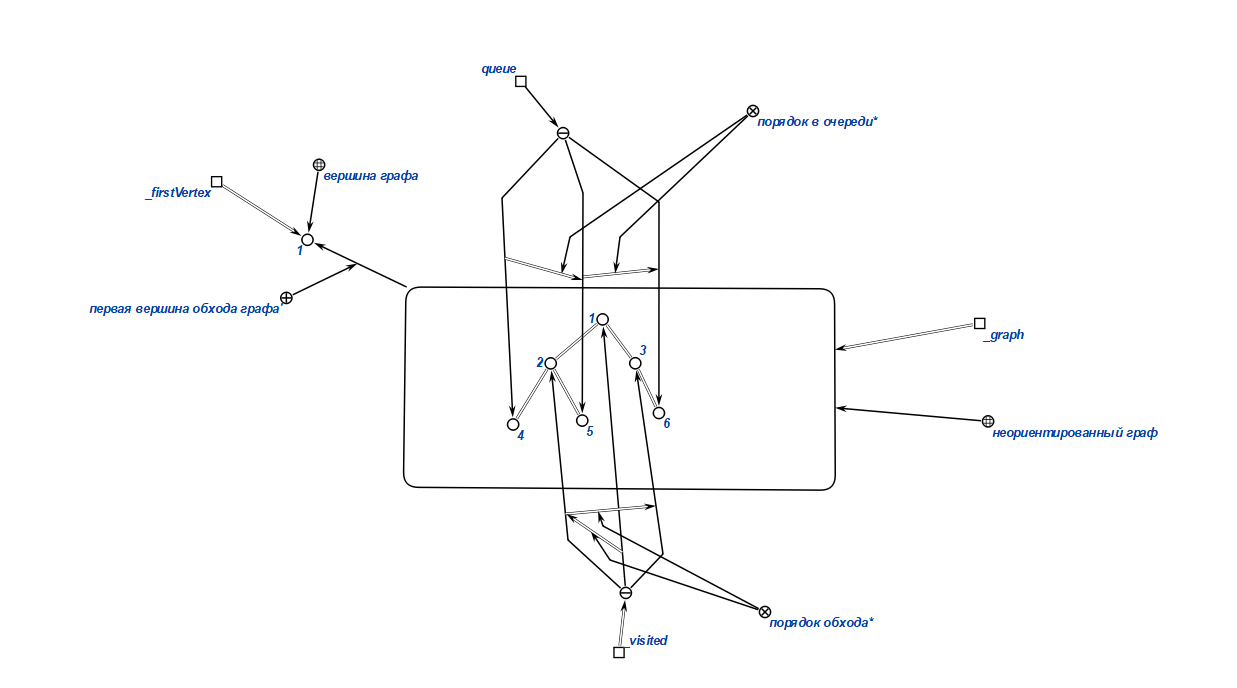 queue
порядок в очереди*
вершина графа
_firstVertex
1
первая вершина обхода графа*
1
_graph
3
2
5
6
4
неориентированный граф
порядок обхода*
_visited